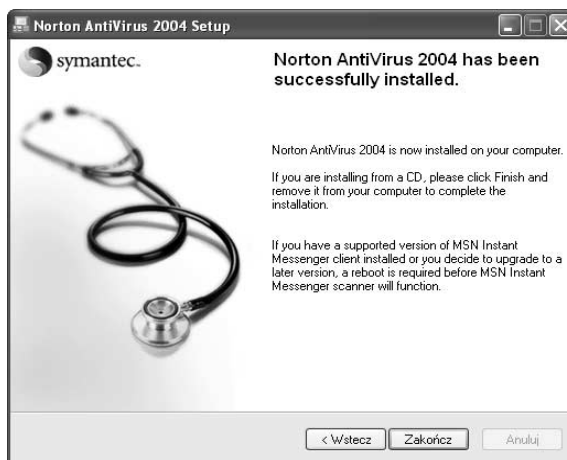 Norton AntiVirus 2004 Setup
symantec.
Norton AntiVirus 2004 has been
successfully installed.
Norton AntiVirus 2004 is now installed on your computer.
If you are installing from a CD, please click Finish and
remove it from your computer to complete the
installation.
If you have a supported version of MSN Instant
Messenger client installed or you decide to upgrade to a
later version, a reboot is required before MSN Instant
Messenger scanner will function.
< Wstecz
Zakończ
Anuluj